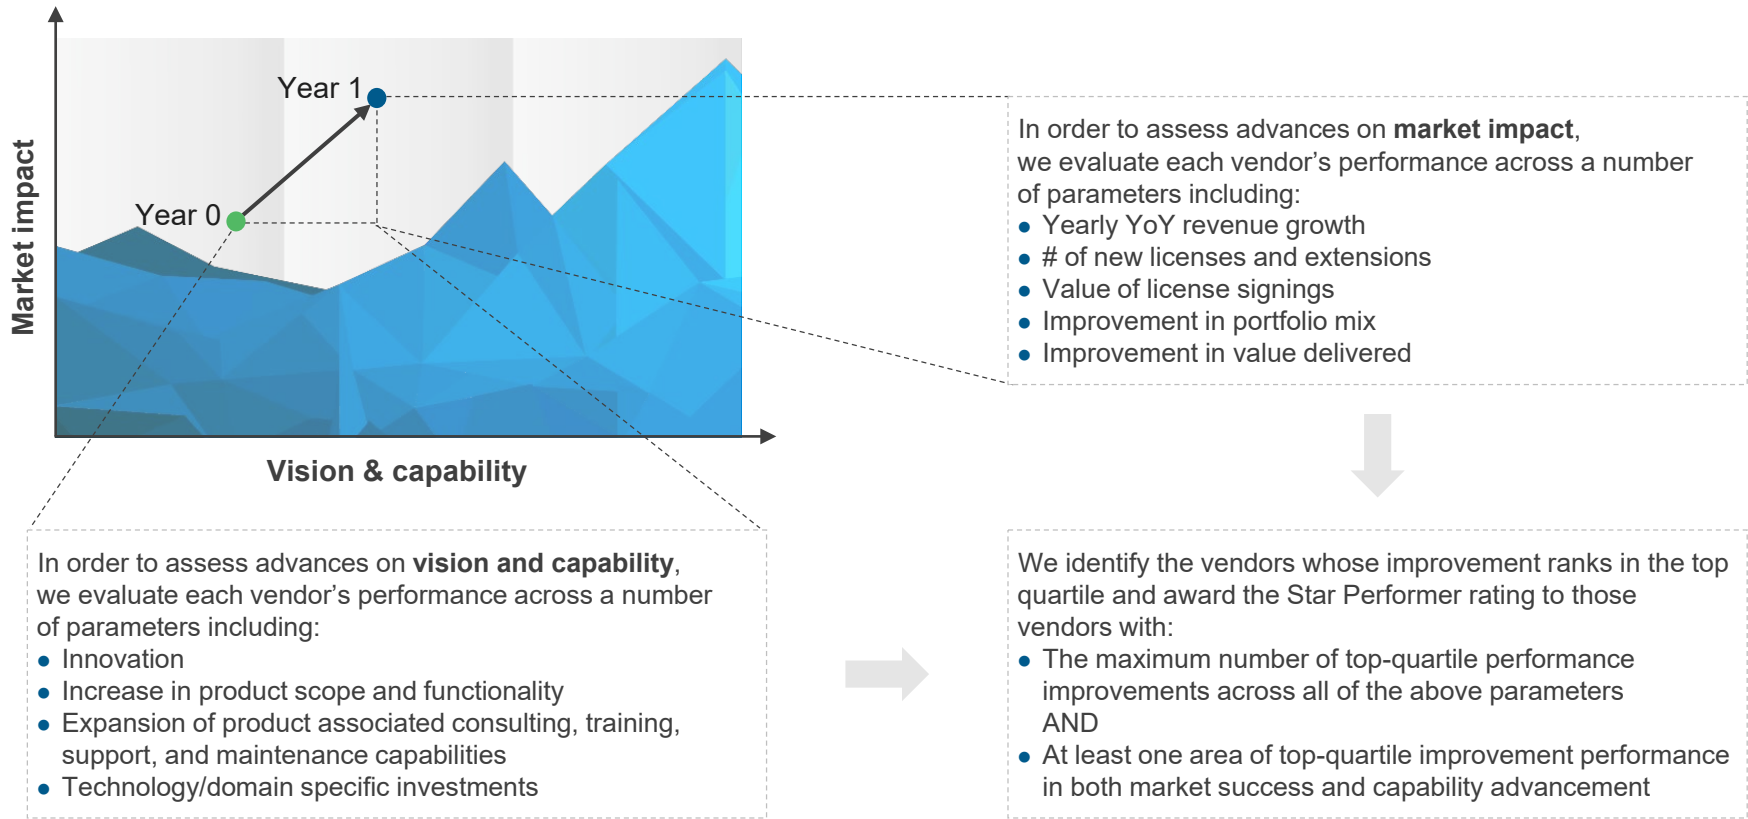 Year 1
Year 0
Market impact
Vision & capability
In order to assess advances on market impact,
we evaluate each vendor’s performance across a number
of parameters including:
● Yearly YoY revenue growth
● # of new licenses and extensions
● Value of license signings
● Improvement in portfolio mix
● Improvement in value delivered
In order to assess advances on vision and capability,
we evaluate each vendor’s performance across a number
of parameters including:
● Innovation
● Increase in product scope and functionality
● Expansion of product associated consulting, training,
support, and maintenance capabilities
● Technology/domain specific investments
We identify the vendors whose improvement ranks in the top
quartile and award the Star Performer rating to those
vendors with:
● The maximum number of top-quartile performance
improvements across all of the above parameters
AND
● At least one area of top-quartile improvement performance
in both market success and capability advancement